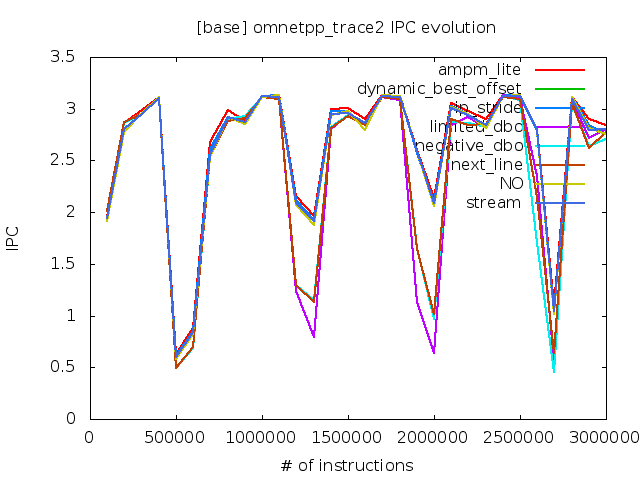 [base] omnetpp_trace2 IPC evolution
3.5
3
2.5
2
1.5
1
0.5
0
IPC
ampm_lite
dynamic_best_offset
ip_stride
limited_dbo
negative_dbo
next_line
NO
stream
0
500000
1000000
1500000
2000000
2500000
3000000
# of instructions